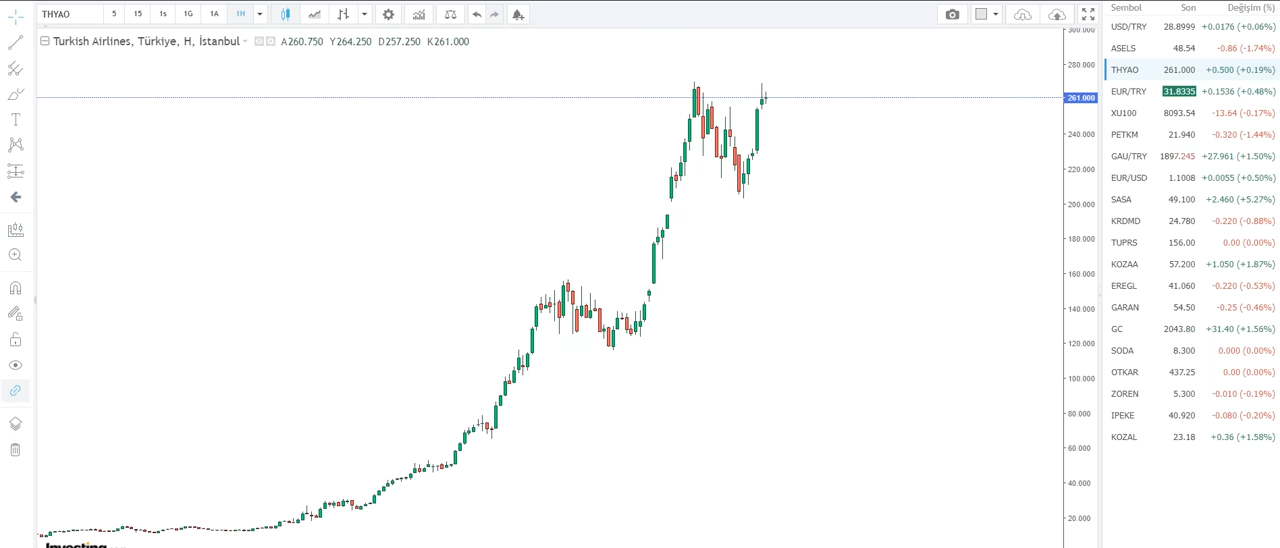 THYAO 5 15 1s 1G 1A 1H
Turkish Airlines, Türkiye, H, İstanbul A260.750 Y264.250 D257.250 K261.000
300.000
280.000
261.000
240.000
220.000
200.000
180.000
160.000
140.000
120.000
100.000
80.000
60.000
40.000
20.000
Investing
Sembol Son Değişim (%)
USD/TRY 28.8999 +0.0176 (+0.06%)
ASELS 48.54 -0.86 (-1.74%)
THYAO 261.000 +0.500 (+0.19%)
EUR/TRY 31.8335 +0.1536 (+0.48%)
XU100 8093.54 -13.64 (-0.17%)
PETKM 21.940 -0.320 (-1.44%)
GAU/TRY 1897.245 +27.961 (+1.50%)
EUR/USD 1.1008 +0.0055 (+0.50%)
SASA 49.100 +2.460 (+5.27%)
KRDMD 24.780 -0.220 (-0.88%)
TUPRS 156.00 0.00 (0.00%)
KOZAA 57.200 +1.050 (+1.87%)
EREGL 41.060 -0.220 (-0.53%)
GARAN 54.50 -0.25 (-0.46%)
GC 2043.80 +31.40 (+1.56%)
SODA 8.300 0.000 (0.00%)
OTKAR 437.25 0.00 (0.00%)
ZOREN 5.300 -0.010 (-0.19%)
IPEKE 40.920 -0.080 (-0.20%)
KOZAL 23.18 +0.36 (+1.58%)